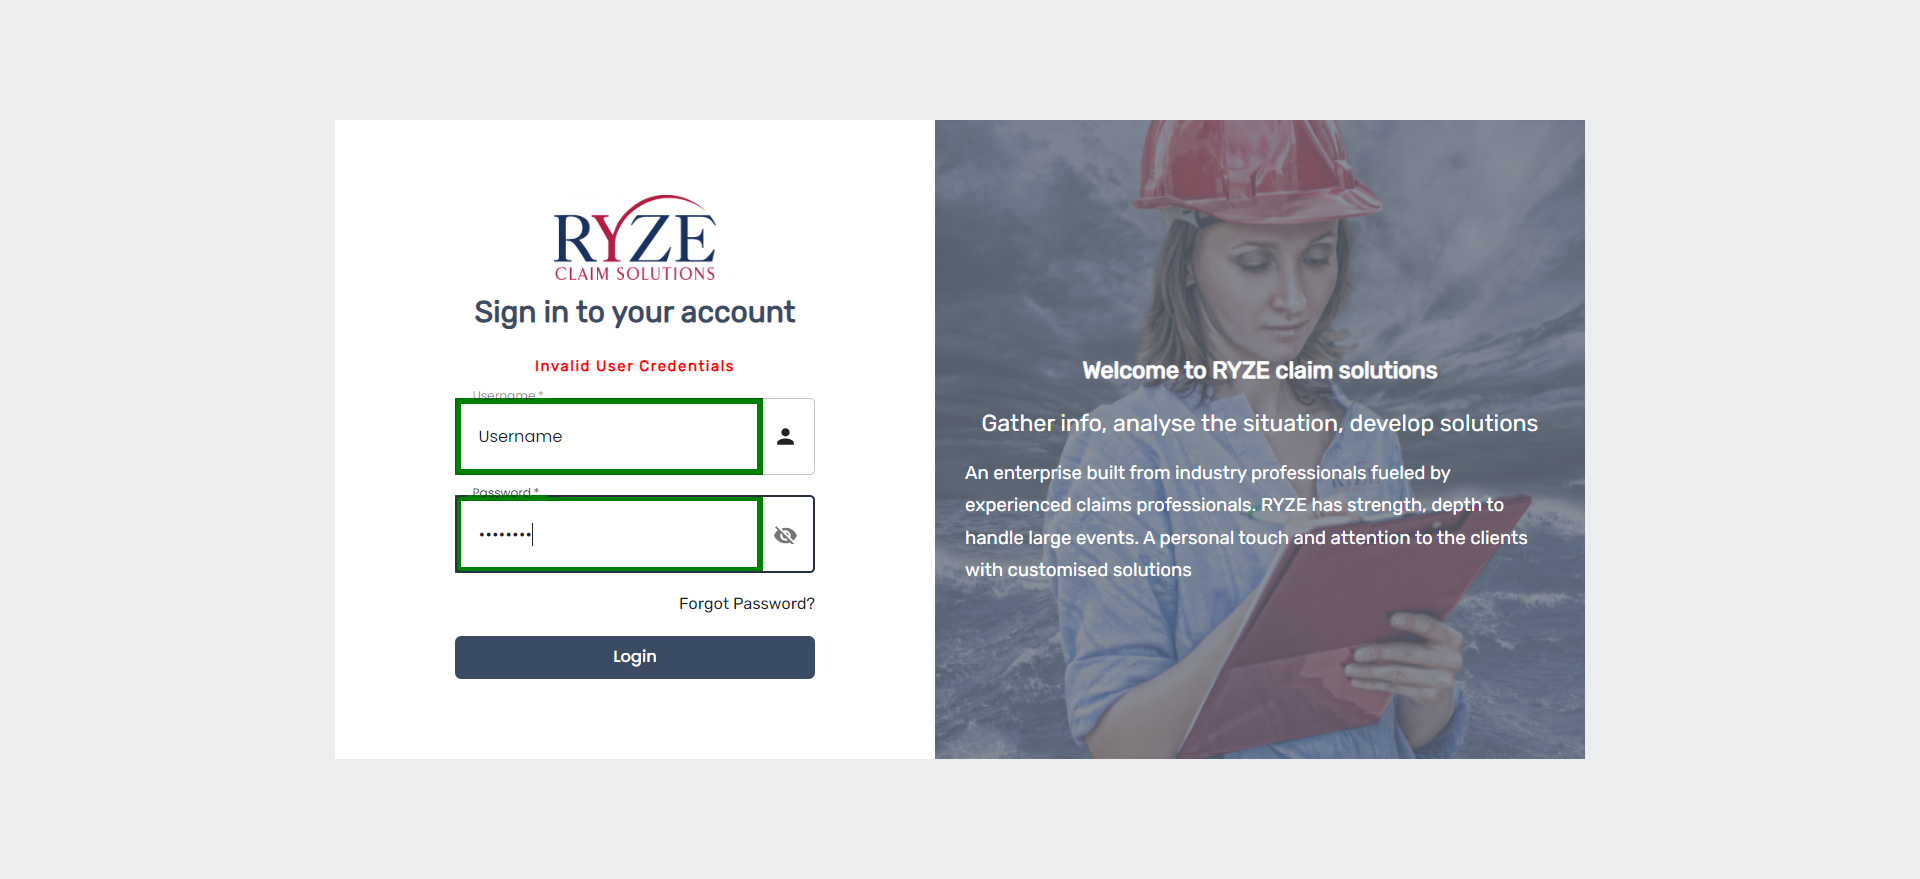 RYZE
CLAIM SOLUTIONS
Sign in to your account
Invalid User Credentials
Username *
Username
Password *
••••••••
Forgot Password?
Login
Welcome to RYZE claim solutions
Gather info, analyse the situation, develop solutions
An enterprise built from industry professionals fueled by
experienced claims professionals. RYZE has strength, depth to
handle large events. A personal touch and attention to the clients
with customised solutions